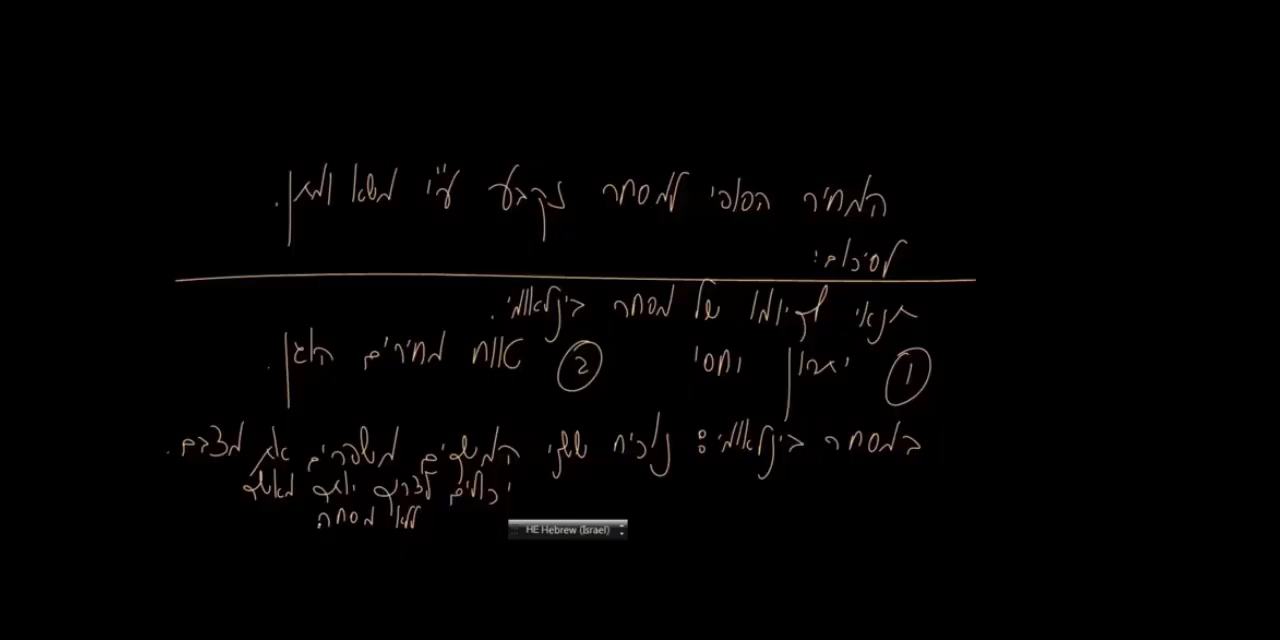 המחיר הסופי למסחר נקבע ע"י משא ומתן.
לסיכום:
תנאי לקיומו של מסחר בינלאומי.
① יתרון יחסי ② טווח מחירים הוגן.
במסחר בינלאומי: נוכיח ששני המשקים משפרים את מצבם.
יכולים לצרוך יותר מאשר
ללא מסחר
HE Hebrew (Israel)